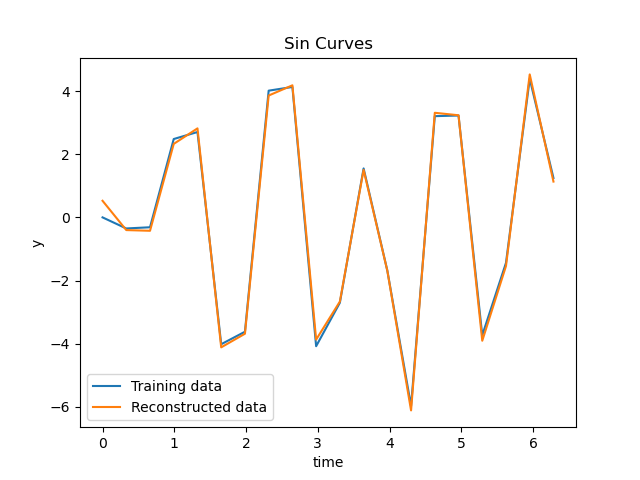 Sin Curves
4
2
0
−2
−4
−6
y
Training data
Reconstructed data
0 1 2 3 4 5 6
time